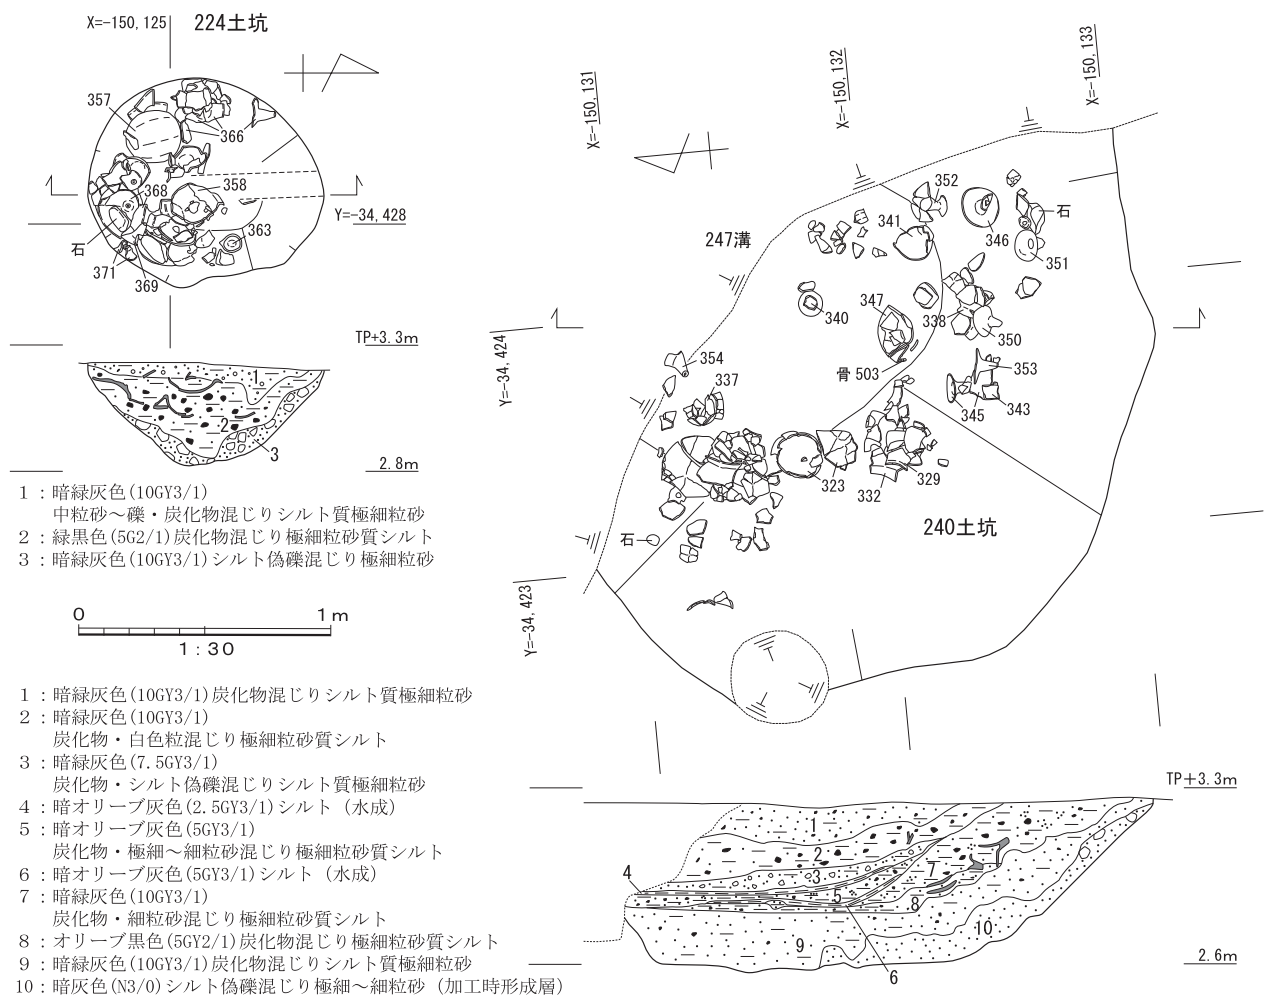 X=-150,125
224土坑
357
366
368
358
Y=-34,428
363
石
371
369
TP+3.3m
1
2
3
2.8m
1：暗緑灰色(10GY3/1)
中粒砂～礫・炭化物混じりシルト質極細粒砂
2：緑黒色(5G2/1)炭化物混じり極細粒砂質シルト
3：暗緑灰色(10GY3/1)シルト偽礫混じり極細粒砂
0
1m
1:30
X=-150,131
X=-150,132
X=-150,133
247溝
352
341
346
石
351
340
347
338
350
骨503
353
345
343
354
337
323
332
329
240土坑
石
Y=-34,424
Y=-34,423
1：暗緑灰色(10GY3/1)炭化物混じりシルト質極細粒砂
2：暗緑灰色(10GY3/1)
炭化物・白色粒混じり極細粒砂質シルト
3：暗緑灰色(7.5GY3/1)
炭化物・シルト偽礫混じりシルト質極細粒砂
4：暗オリーブ灰色(2.5GY3/1)シルト（水成）
5：暗オリーブ灰色(5GY3/1)
炭化物・極細～細粒砂混じり極細粒砂質シルト
6：暗オリーブ灰色(5GY3/1)シルト（水成）
7：暗緑灰色(10GY3/1)
炭化物・細粒砂混じり極細粒砂質シルト
8：オリーブ黒色(5GY2/1)炭化物混じり極細粒砂質シルト
9：暗緑灰色(10GY3/1)炭化物混じりシルト質極細粒砂
10：暗灰色(N3/0)シルト偽礫混じり極細～細粒砂（加工時形成層）
TP+3.3m
1
2
3
4
5
7
8
9
10
6
2.6m